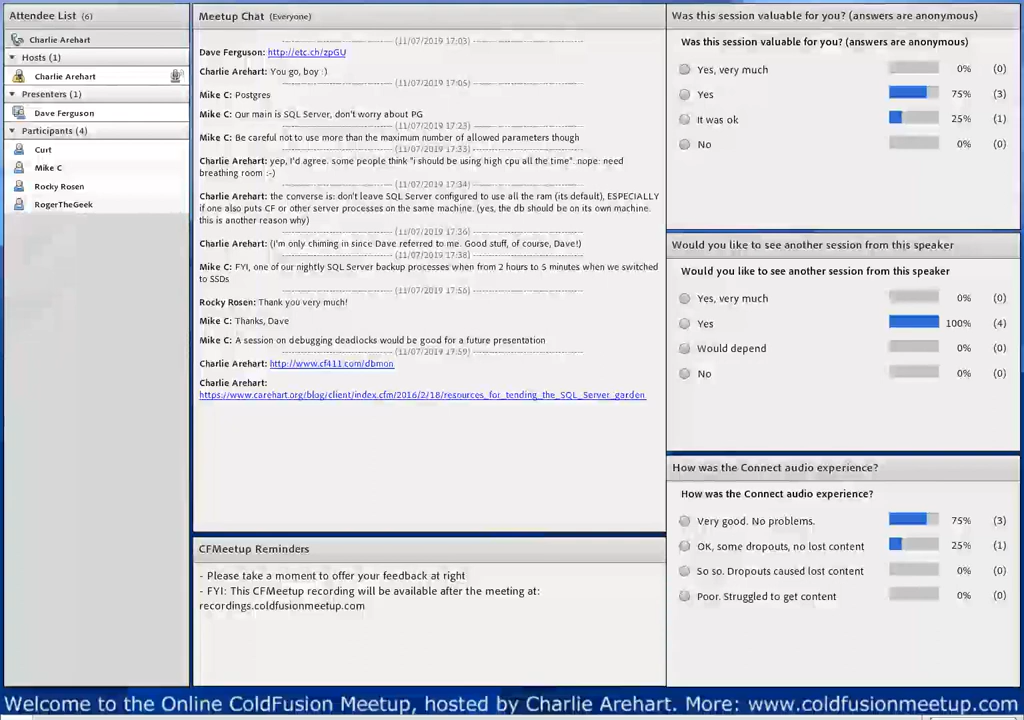 Attendee List (6)
Charlie Arehart
Hosts (1)
Charlie Arehart
Presenters (1)
Dave Ferguson
Participants (4)
Curt
Mike C
Rocky Rosen
RogerTheGeek
Meetup Chat (Everyone)
(11/07/2019 17:03)
Dave Ferguson: http://etc.ch/zpGU
Charlie Arehart: You go, boy :)
(11/07/2019 17:05)
Mike C: Postgres
Mike C: Our main is SQL Server, don't worry about PG
(11/07/2019 17:23)
Mike C: Be careful not to use more than the maximum number of allowed parameters though
(11/07/2019 17:33)
Charlie Arehart: yep, I'd agree. some people think "i should be using high cpu all the time". nope: need
breathing room :-)
(11/07/2019 17:34)
Charlie Arehart: the converse is: don't leave SQL Server configured to use all the ram (its default), ESPECIALLY
if one also puts CF or other server processes on the same machine. (yes, the db should be on its own machine.
this is another reason why)
(11/07/2019 17:36)
Charlie Arehart: (I'm only chiming in since Dave referred to me. Good stuff, of course, Dave!)
(11/07/2019 17:38)
Mike C: FYI, one of our nightly SQL Server backup processes when from 2 hours to 5 minutes when we switched
to SSDs
(11/07/2019 17:56)
Rocky Rosen: Thank you very much!
Mike C: Thanks, Dave
Mike C: A session on debugging deadlocks would be good for a future presentation
(11/07/2019 17:59)
Charlie Arehart: http://www.cf411.com/dbmon
Charlie Arehart:
https://www.carehart.org/blog/client/index.cfm/2016/2/18/resources_for_tending_the_SQL_Server_garden
CFMeetup Reminders
- Please take a moment to offer your feedback at right
- FYI: This CFMeetup recording will be available after the meeting at:
recordings.coldfusionmeetup.com
Was this session valuable for you? (answers are anonymous)
Was this session valuable for you? (answers are anonymous)
Yes, very much 0% (0)
Yes 75% (3)
It was ok 25% (1)
No 0% (0)
Would you like to see another session from this speaker
Would you like to see another session from this speaker
Yes, very much 0% (0)
Yes 100% (4)
Would depend 0% (0)
No 0% (0)
How was the Connect audio experience?
How was the Connect audio experience?
Very good. No problems. 75% (3)
OK, some dropouts, no lost content 25% (1)
So so. Dropouts caused lost content 0% (0)
Poor. Struggled to get content 0% (0)
Welcome to the Online ColdFusion Meetup, hosted by Charlie Arehart. More: www.coldfusionmeetup.com